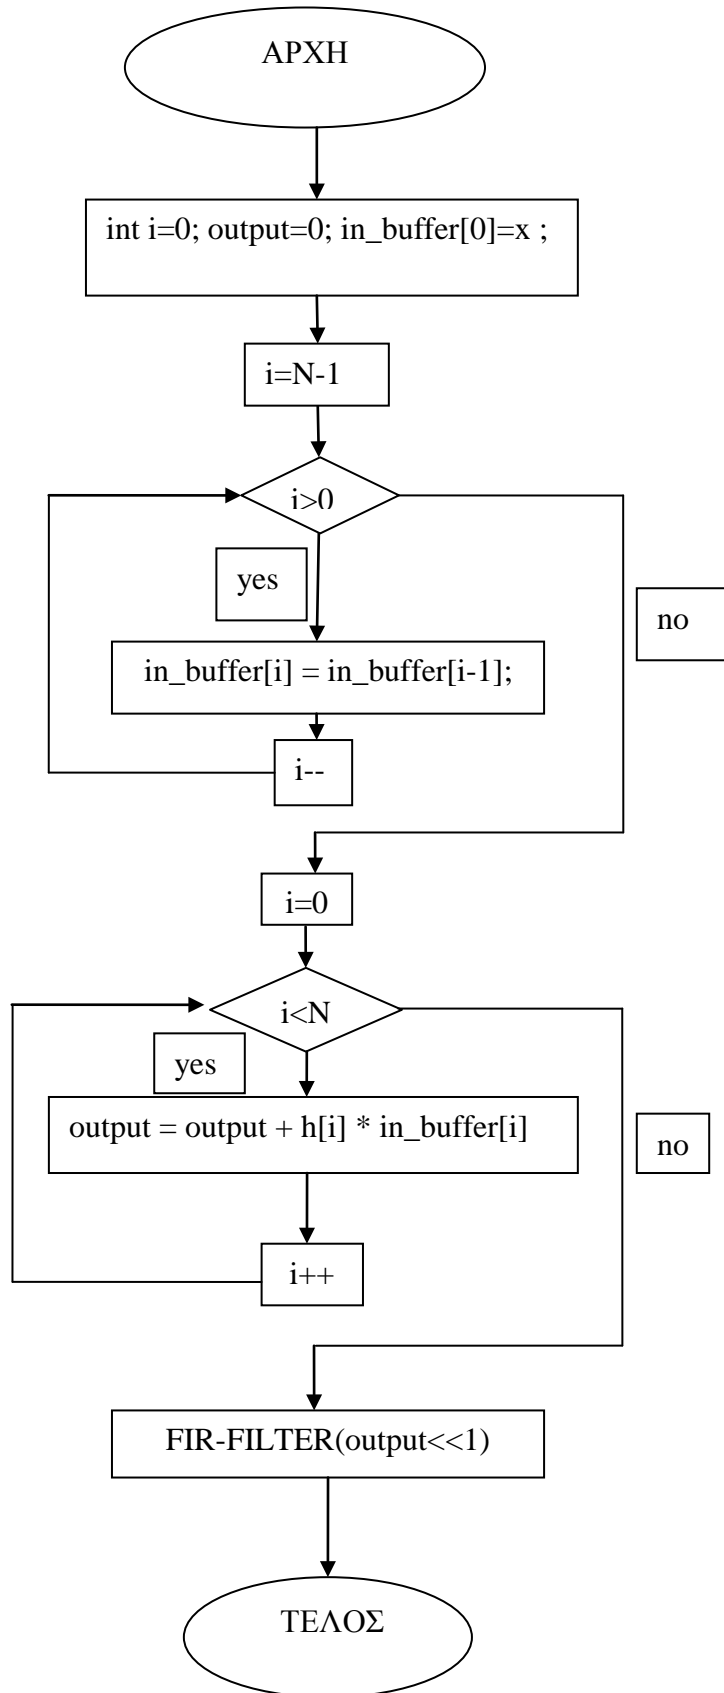 ΑΡΧΗ
int i=0; output=0; in_buffer[0]=x ;
i=N-1
i>0
yes
no
in_buffer[i] = in_buffer[i-1];
i--
i=0
i<N
yes
output = output + h[i] * in_buffer[i]
no
i++
FIR-FILTER(output<<1)
ΤΕΛΟΣ